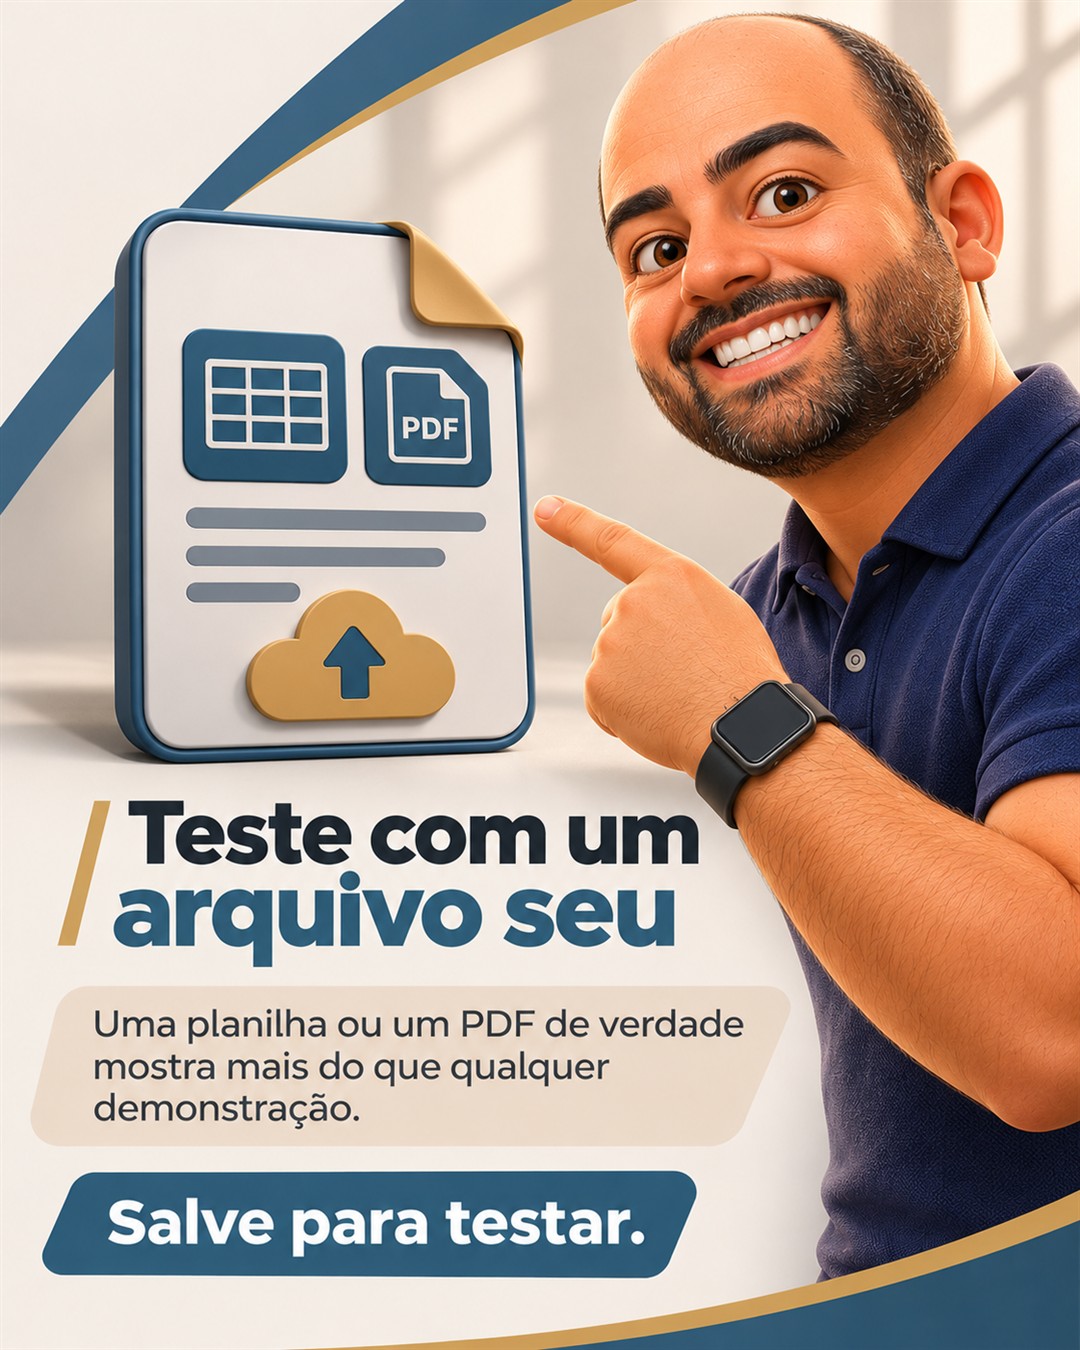 PDF
Teste com um
arquivo seu
Uma planilha ou um PDF de verdade
mostra mais do que qualquer
demonstração.
Salve para testar.